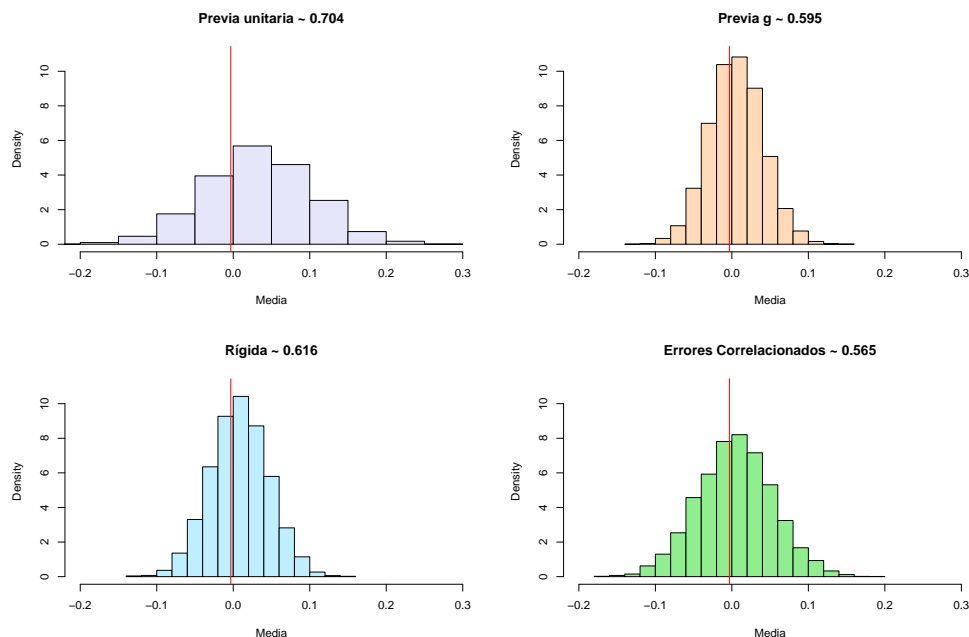 Previa unitaria ~ 0.704
Density
0 2 4 6 8 10
−0.2 −0.1 0.0 0.1 0.2 0.3
Media
Previa g ~ 0.595
Density
0 2 4 6 8 10
−0.2 −0.1 0.0 0.1 0.2 0.3
Media
Rígida ~ 0.616
Density
0 2 4 6 8 10
−0.2 −0.1 0.0 0.1 0.2 0.3
Media
Errores Correlacionados ~ 0.565
Density
0 2 4 6 8 10
−0.2 −0.1 0.0 0.1 0.2 0.3
Media